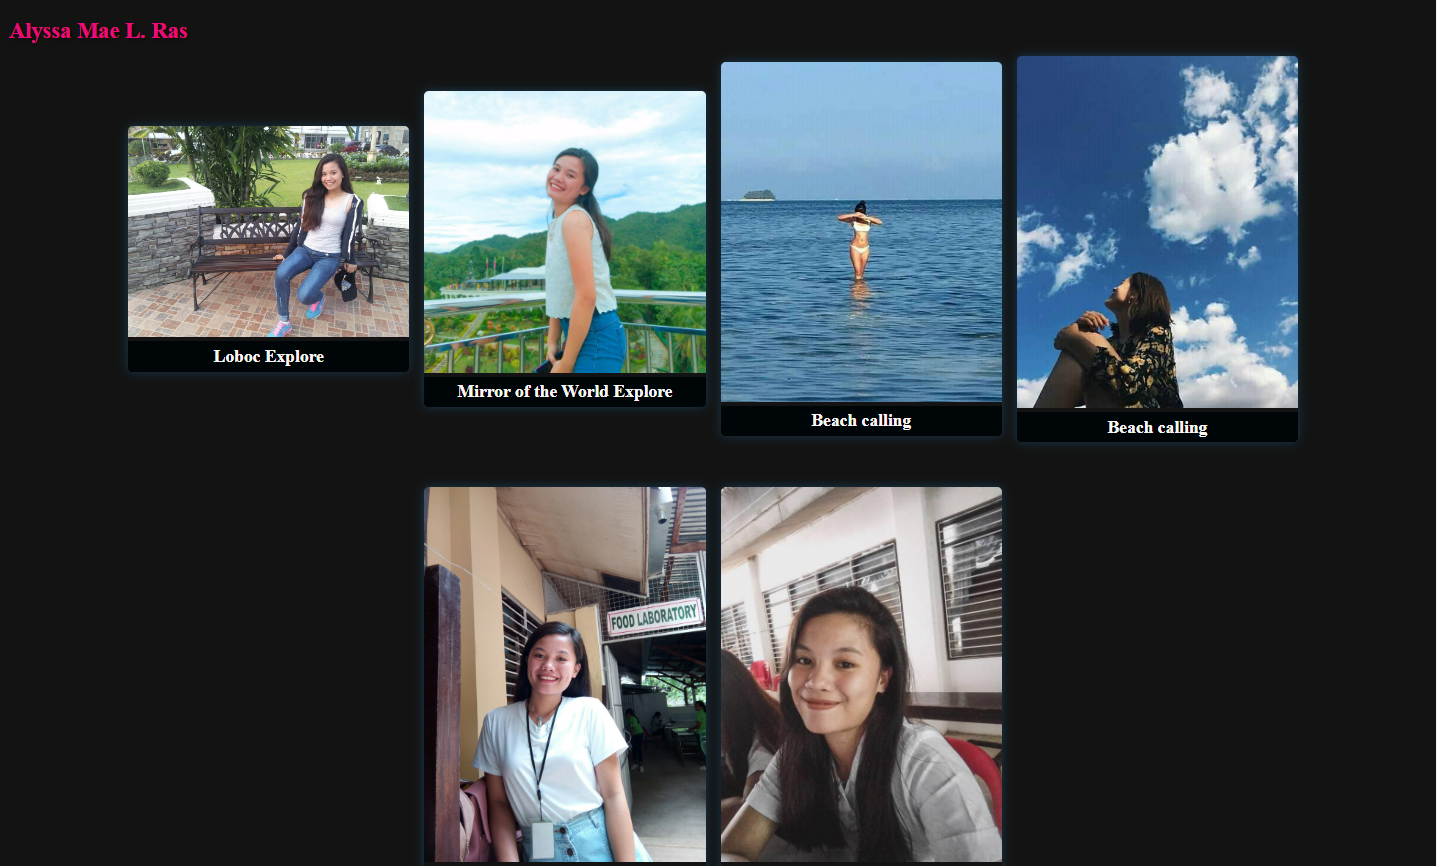 Alyssa Mae L. Ras
Loboc Explore
Mirror of the World Explore
Beach calling
Beach calling
FOOD LABORATORY